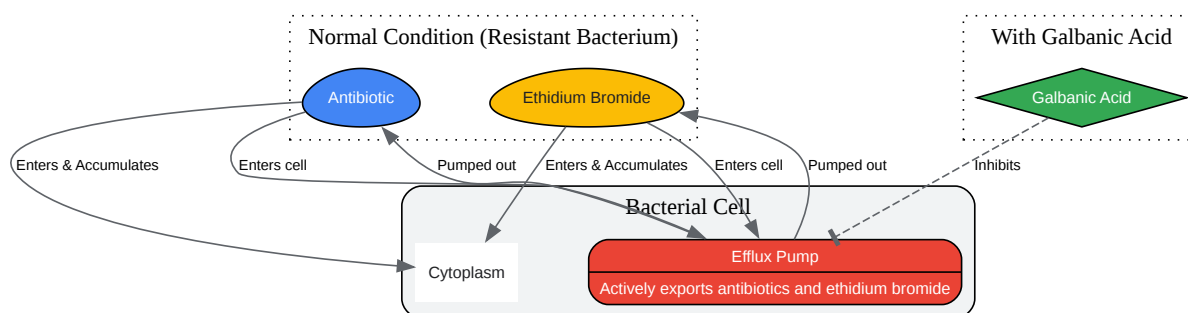 Normal Condition (Resistant Bacterium)
With Galbanic Acid
Antibiotic
Ethidium Bromide
Galbanic Acid
Enters & Accumulates
Enters cell
Pumped out
Enters & Accumulates
Enters cell
Pumped out
Inhibits
Bacterial Cell
Cytoplasm
Efflux Pump
Actively exports antibiotics and ethidium bromide